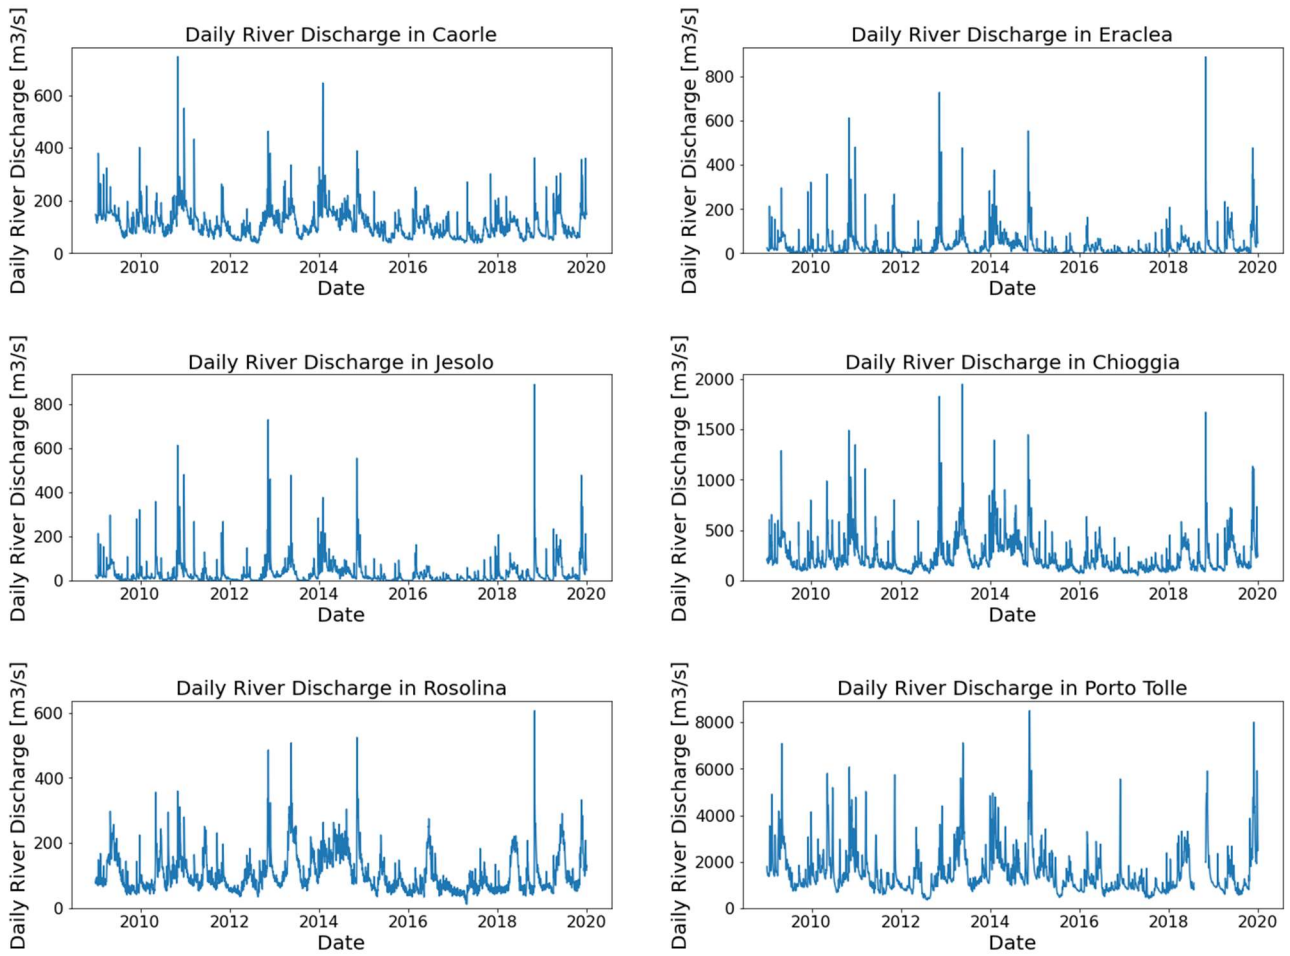 Daily River Discharge in Caorle
Daily River Discharge [m3/s]
600
400
200
0
2010 2012 2014 2016 2018 2020
Date
Daily River Discharge in Eraclea
Daily River Discharge [m3/s]
800
600
400
200
0
2010 2012 2014 2016 2018 2020
Date
Daily River Discharge in Jesolo
Daily River Discharge [m3/s]
800
600
400
200
0
2010 2012 2014 2016 2018 2020
Date
Daily River Discharge in Chioggia
Daily River Discharge [m3/s]
2000
1500
1000
500
0
2010 2012 2014 2016 2018 2020
Date
Daily River Discharge in Rosolina
Daily River Discharge [m3/s]
600
400
200
0
2010 2012 2014 2016 2018 2020
Date
Daily River Discharge in Porto Tolle
Daily River Discharge [m3/s]
8000
6000
4000
2000
0
2010 2012 2014 2016 2018 2020
Date